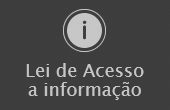 i
Lei de Acesso
a informação